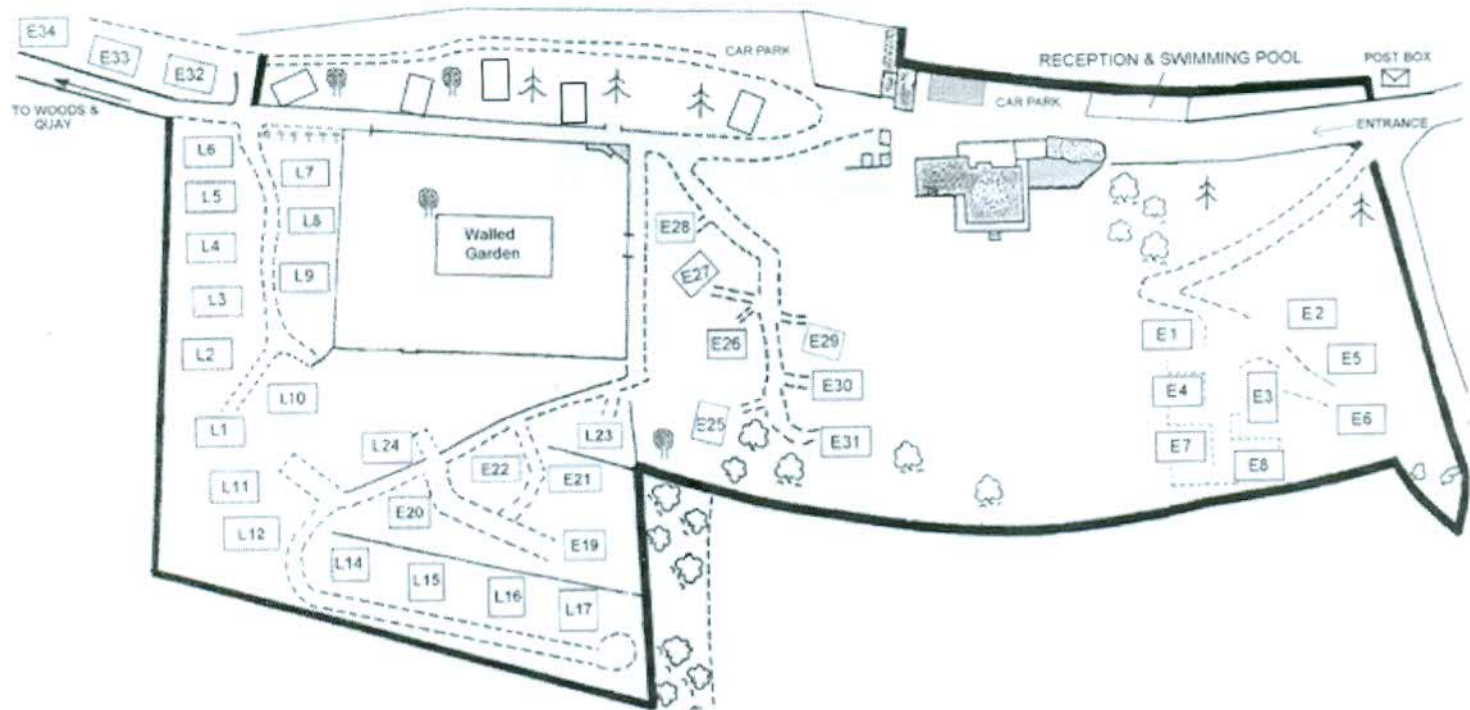 E34
E33
E32
CAR PARK
RECEPTION & SWIMMING POOL
POST BOX
CAR PARK
TO WOODS &
QUAY
ENTRANCE
L6
L5
L4
L3
L2
L1
L7
L8
L9
L10
L11
L12
Walled
Garden
E28
E27
E26
E25
E29
E30
E31
L24
L23
E22
E21
E20
E19
L14
L15
L16
L17
E1
E2
E4
E3
E5
E6
E7
E8